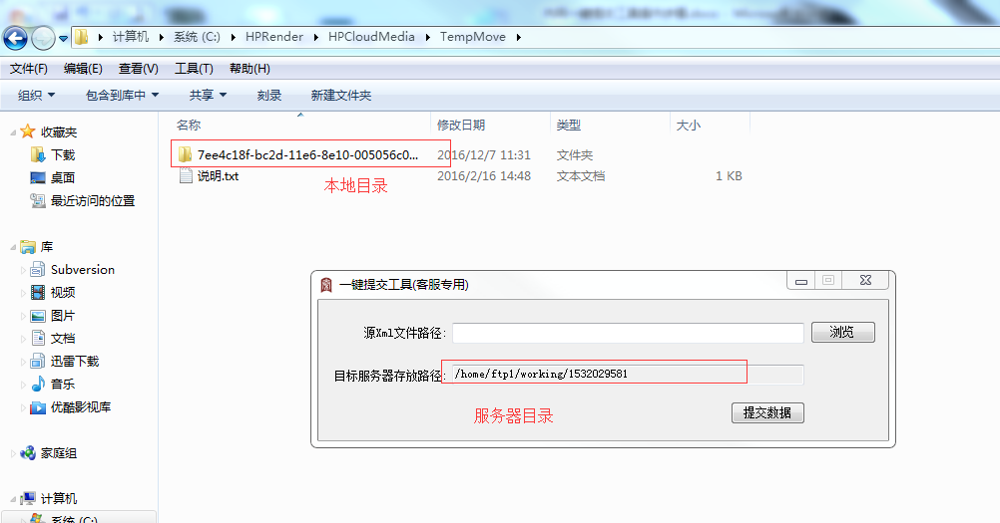 计算机 系统 (C:) HPRender HPCloudMedia TempMove
文件(F) 编辑(E) 查看(V) 工具(T) 帮助(H)
组织 包含到库中 共享 刻录 新建文件夹
收藏夹
下载
桌面
最近访问的位置
库
Subversion
视频
图片
文档
迅雷下载
音乐
优酷影视库
家庭组
计算机
系统 (C:)
名称 修改日期 类型 大小
7ee4c18f-bc2d-11e6-8e10-005056c0... 2016/12/7 11:31 文件夹
说明.txt 2016/2/16 14:48 文本文档 1 KB
本地目录
一键提交工具(客服专用)
源Xml文件路径: 浏览
目标服务器存放路径: /home/ftp1/working/1532029581
服务器目录
提交数据